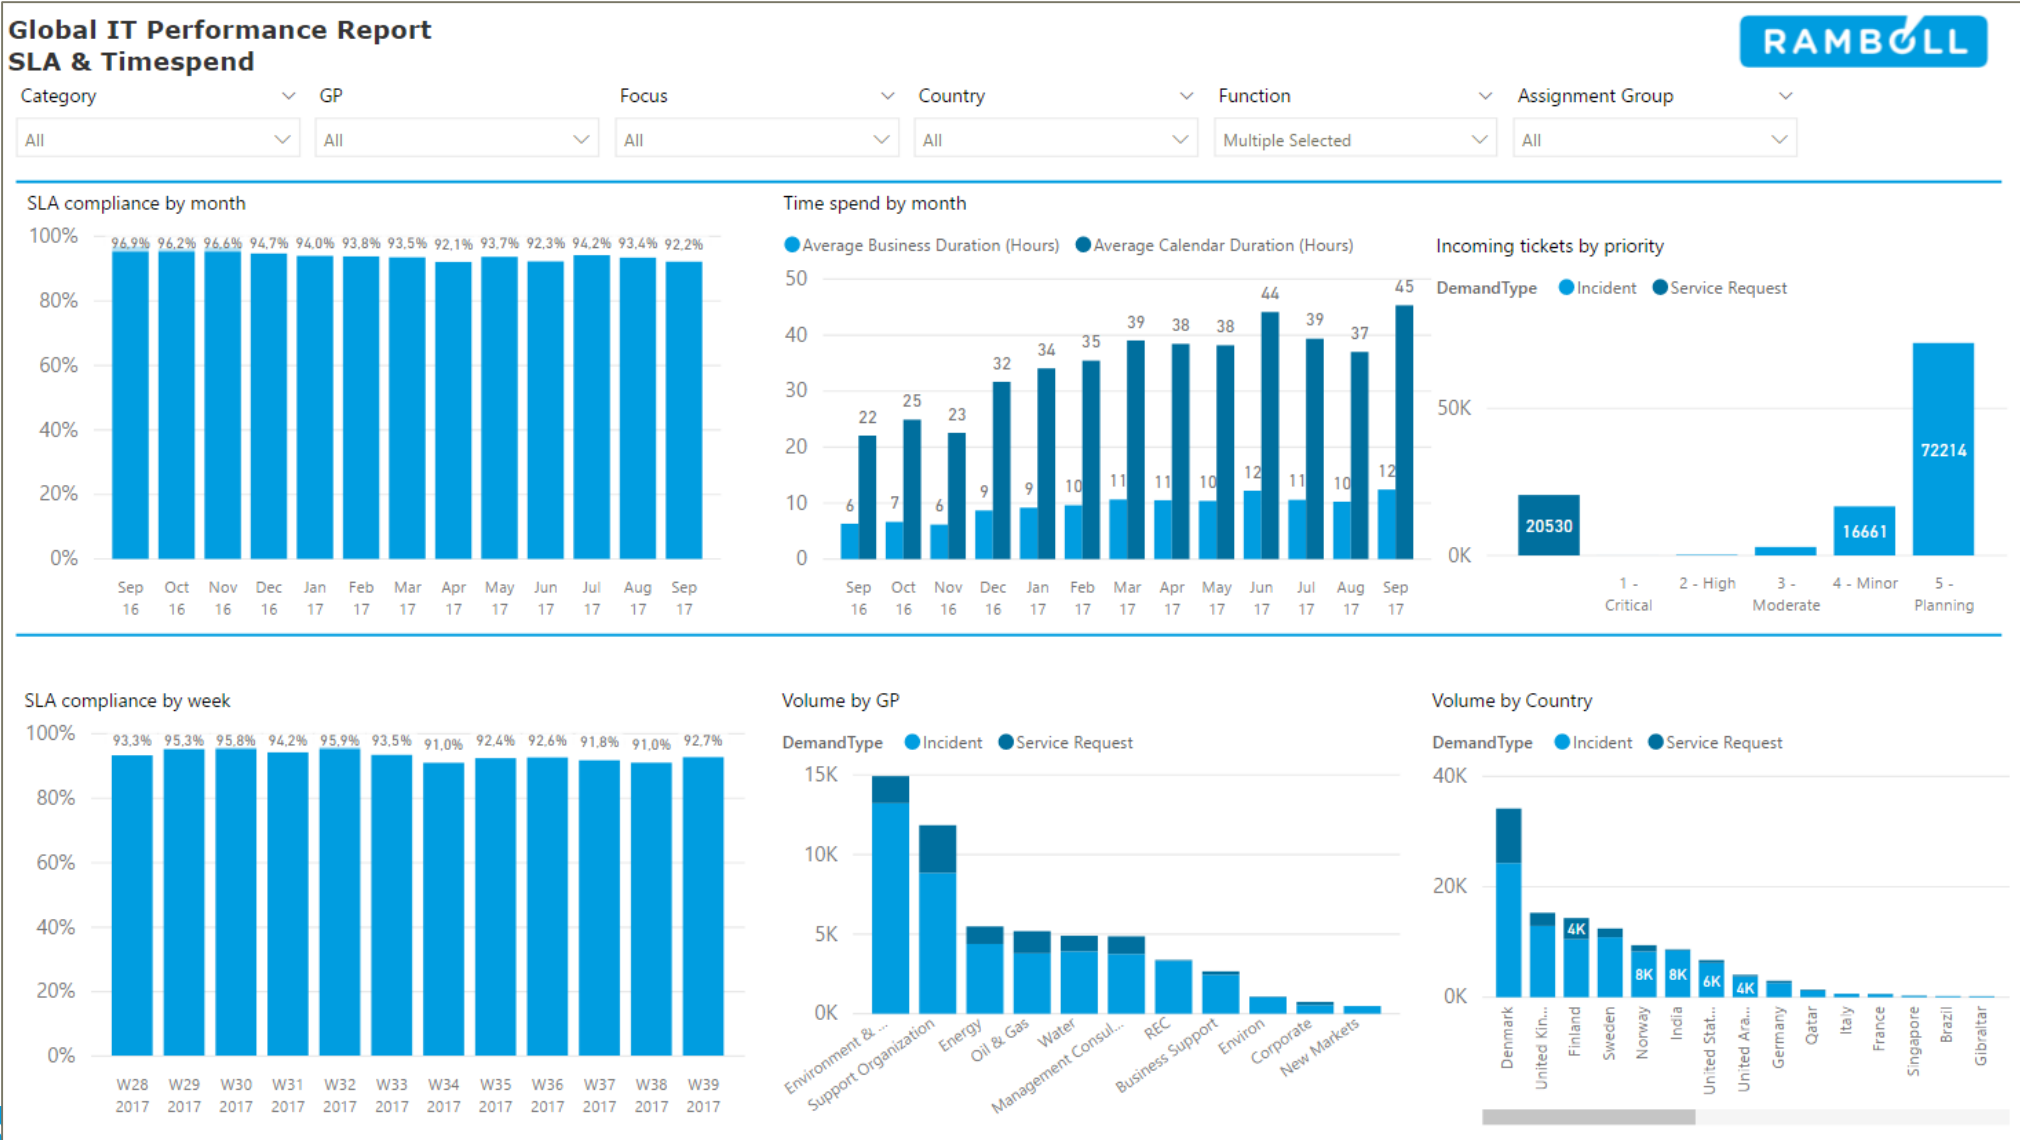 Global IT Performance Report
SLA & Timespend
RAMBOLL
Category GP Focus Country Function Assignment Group
All All All All Multiple Selected All
SLA compliance by month
100%
80%
60%
40%
20%
0%
96,9% 96,2% 96,6% 94,7% 94,0% 93,8% 93,5% 92,1% 93,7% 92,3% 94,2% 93,4% 92,2%
Sep Oct Nov Dec Jan Feb Mar Apr May Jun Jul Aug Sep
16 16 16 16 17 17 17 17 17 17 17 17 17
Time spend by month
Average Business Duration (Hours) Average Calendar Duration (Hours)
50
40
30
20
10
0
22 25 23 32 34 35 39 38 38 44 39 37 45
6 7 6 9 9 10 11 11 10 12 11 10 12
Sep Oct Nov Dec Jan Feb Mar Apr May Jun Jul Aug Sep
16 16 16 16 17 17 17 17 17 17 17 17 17
Incoming tickets by priority
DemandType Incident Service Request
50K
0K
20530 16661 72214
1 - 2 - High 3 - 4 - Minor 5 -
Critical Moderate Planning
SLA compliance by week
100%
80%
60%
40%
20%
0%
93,3% 95,3% 95,8% 94,2% 95,9% 93,5% 91,0% 92,4% 92,6% 91,8% 91,0% 92,7%
W28 W29 W30 W31 W32 W33 W34 W35 W36 W37 W38 W39
2017 2017 2017 2017 2017 2017 2017 2017 2017 2017 2017 2017
Volume by GP
DemandType Incident Service Request
15K
10K
5K
0K
Environment & ...
Support Organization
Energy
Oil & Gas
Water
Management Consul...
REC
Business Support
Environ
Corporate
New Markets
Volume by Country
DemandType Incident Service Request
40K
20K
0K
4K 8K 8K 6K 4K
Denmark
United Kin...
Finland
Sweden
Norway
India
United Stat...
United Ara...
Germany
Qatar
Italy
France
Singapore
Brazil
Gibraltar